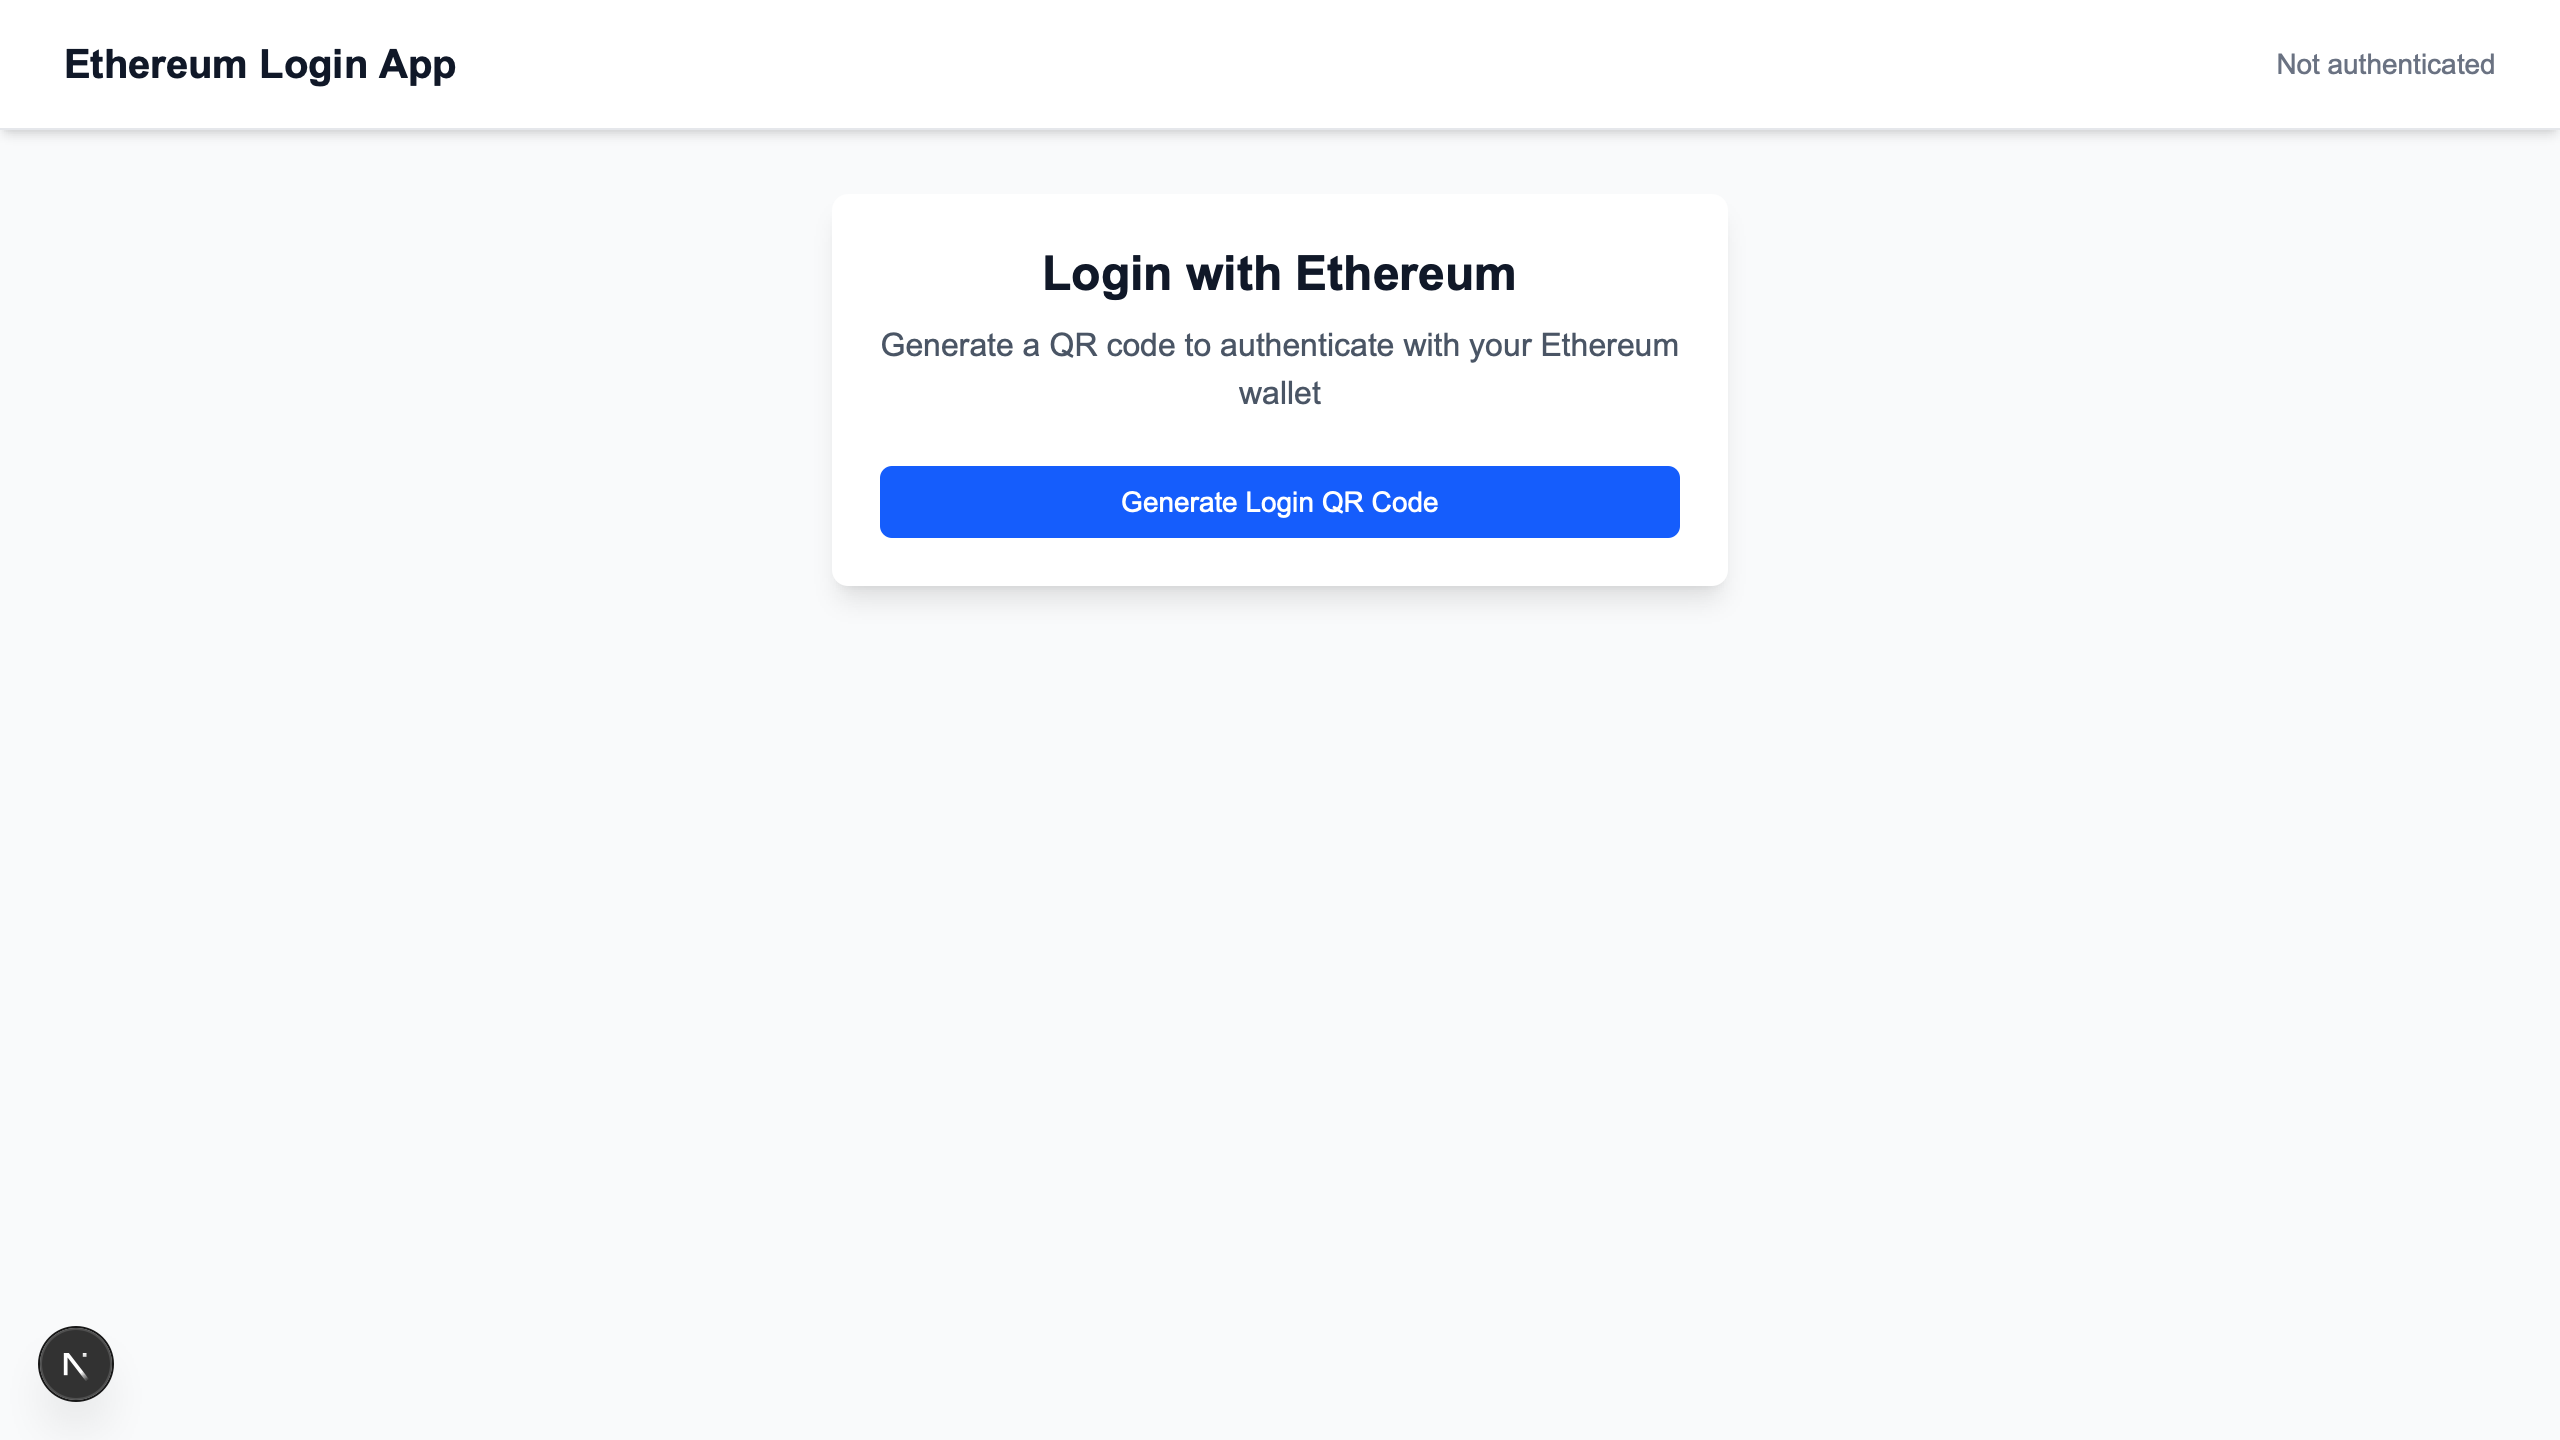 Ethereum Login App
Not authenticated
Login with Ethereum
Generate a QR code to authenticate with your Ethereum
wallet
Generate Login QR Code
N